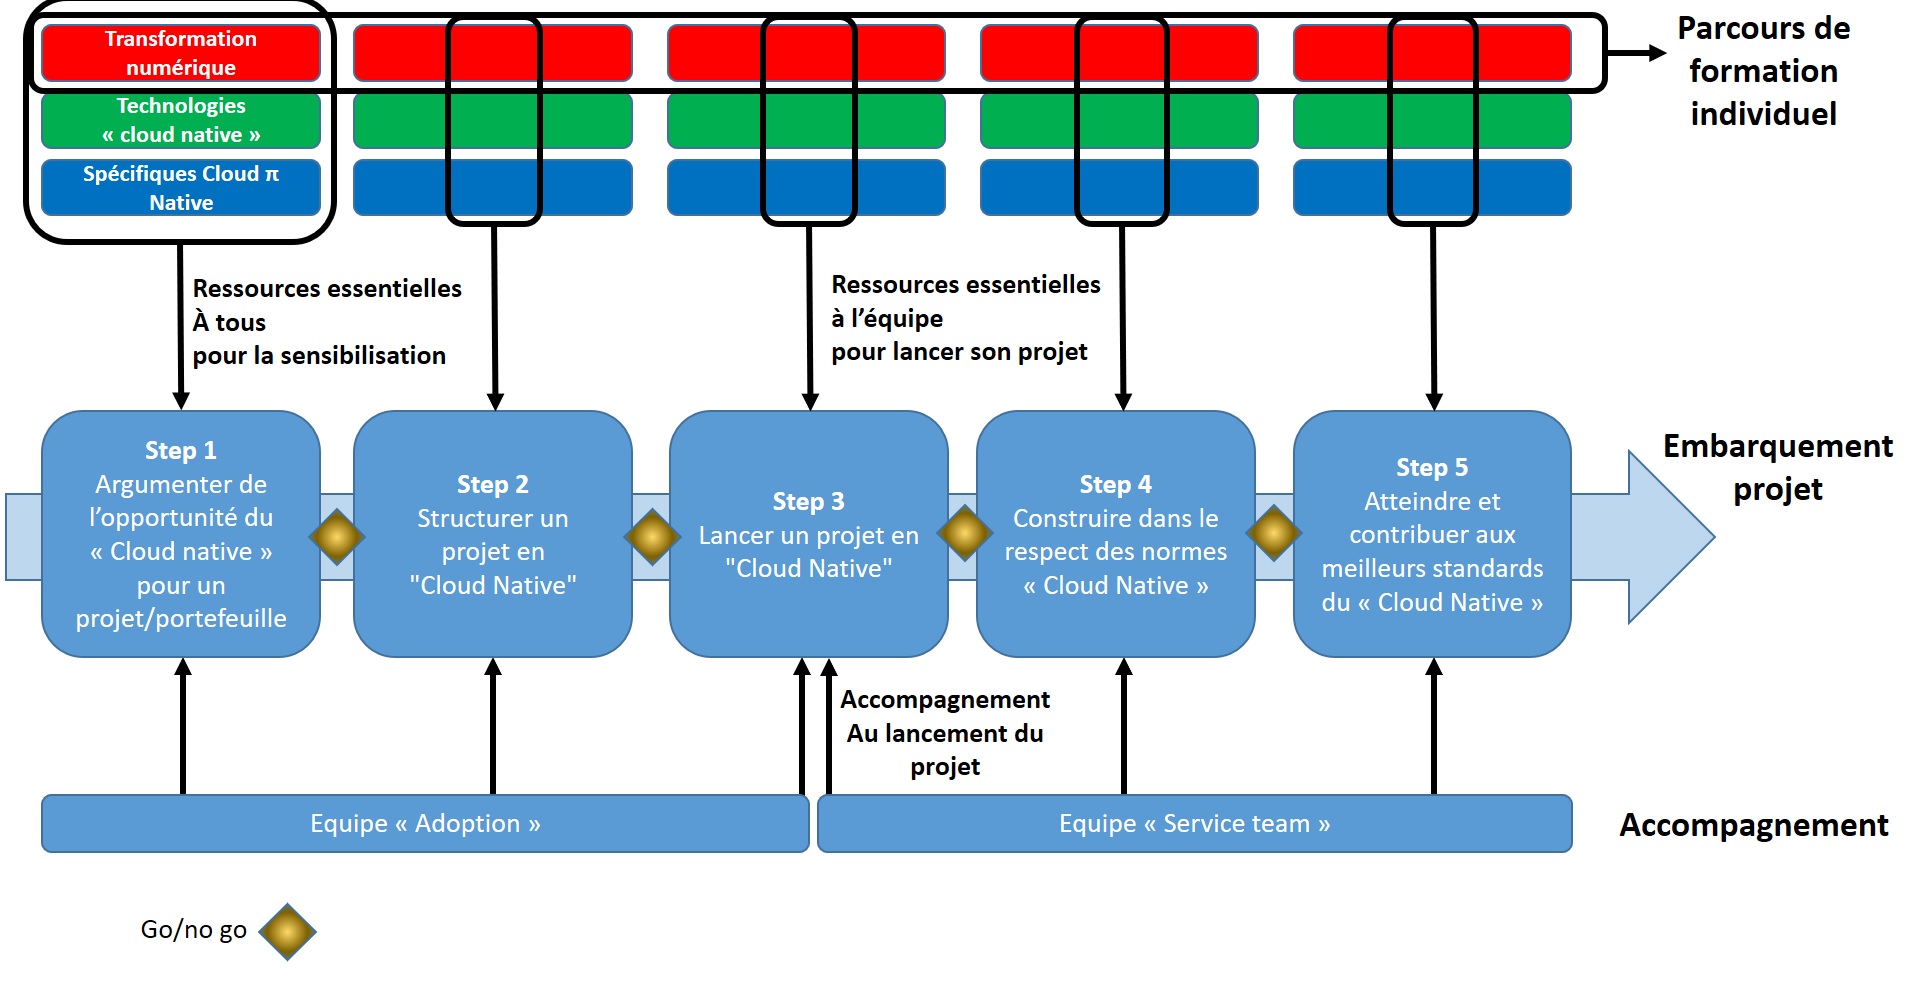 Transformation
numérique
Technologies
« cloud native »
Spécifiques Cloud π
Native
Parcours de
formation
individuel
Ressources essentielles
À tous
pour la sensibilisation
Ressources essentielles
à l’équipe
pour lancer son projet
Step 1
Argumenter de
l’opportunité du
« Cloud native »
pour un
projet/portefeuille
Step 2
Structurer un
projet en
"Cloud Native"
Step 3
Lancer un projet en
"Cloud Native"
Step 4
Construire dans le
respect des normes
« Cloud Native »
Step 5
Atteindre et
contribuer aux
meilleurs standards
du « Cloud Native »
Embarquement
projet
Accompagnement
Au lancement du
projet
Equipe « Adoption »
Equipe « Service team »
Accompagnement
Go/no go